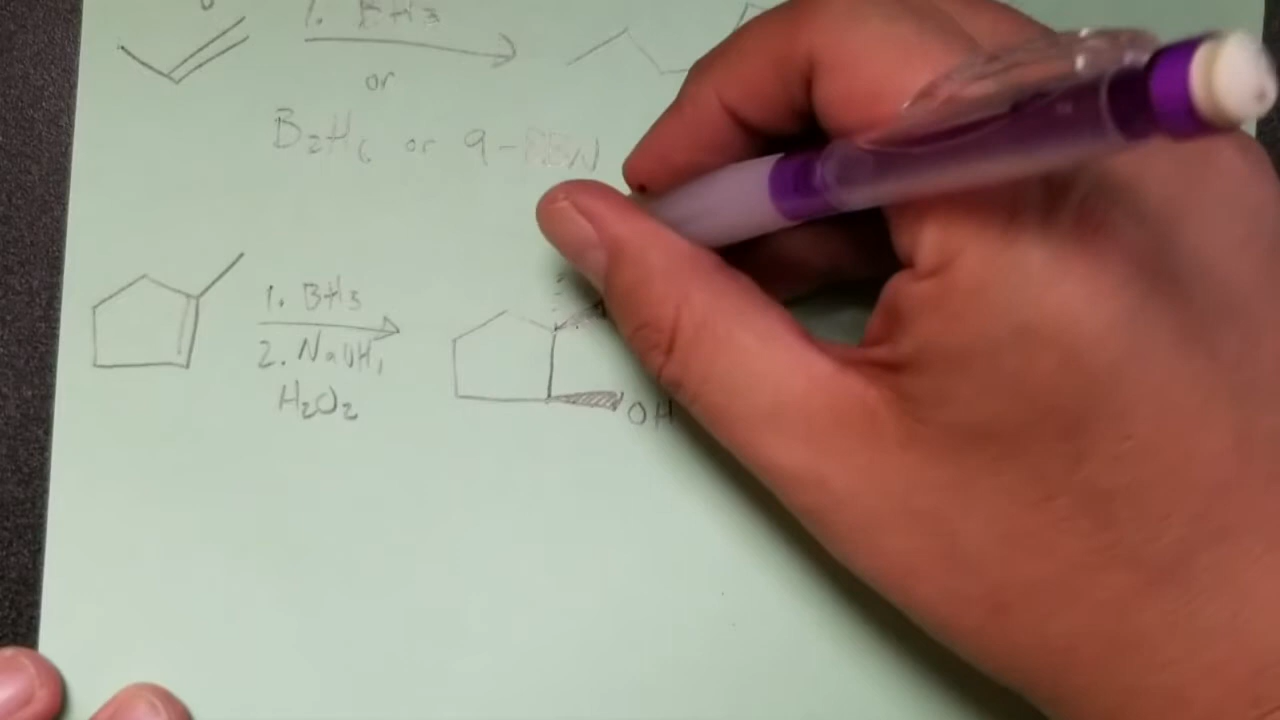 1. BH3
or
B2H6 or 9-BBN
1. BH3
2. NaOH,
H2O2
OH